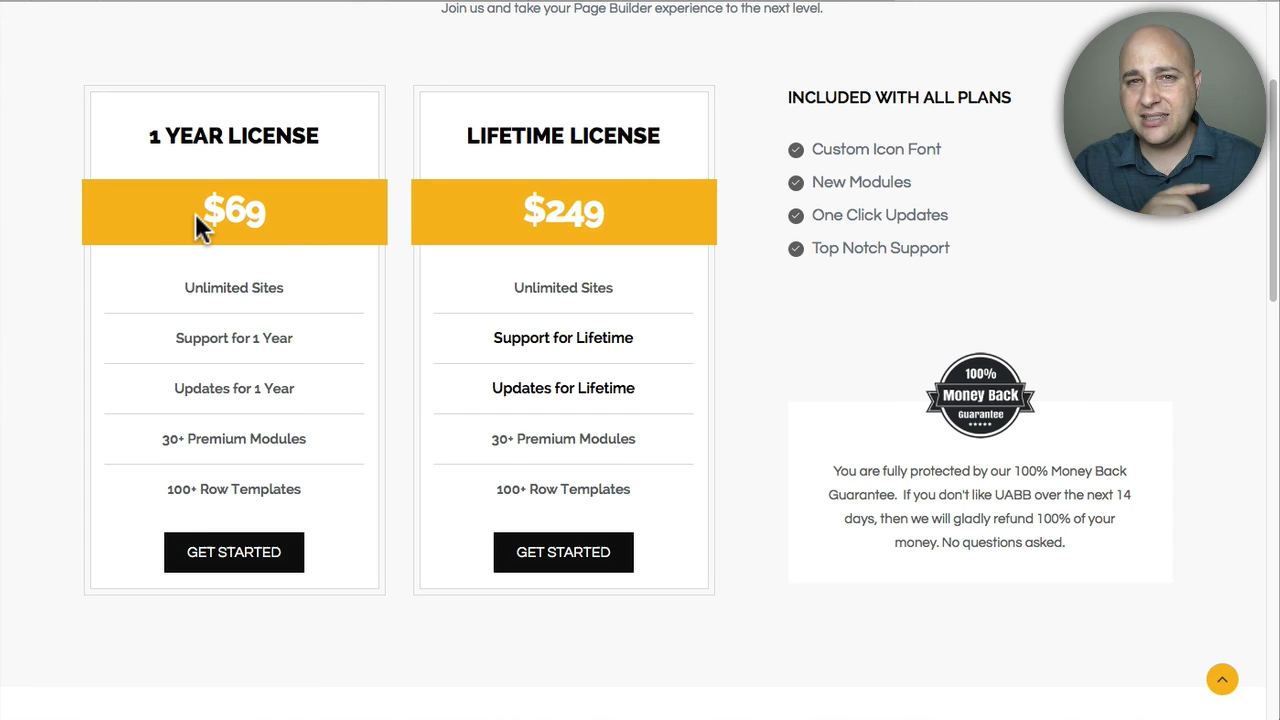 Join us and take your Page Builder experience to the next level.
1 YEAR LICENSE
$69
Unlimited Sites
Support for 1 Year
Updates for 1 Year
30+ Premium Modules
100+ Row Templates
GET STARTED
LIFETIME LICENSE
$249
Unlimited Sites
Support for Lifetime
Updates for Lifetime
30+ Premium Modules
100+ Row Templates
GET STARTED
INCLUDED WITH ALL PLANS
Custom Icon Font
New Modules
One Click Updates
Top Notch Support
100%
Money Back
Guarantee
You are fully protected by our 100% Money Back
Guarantee. If you don't like UABB over the next 14
days, then we will gladly refund 100% of your
money. No questions asked.